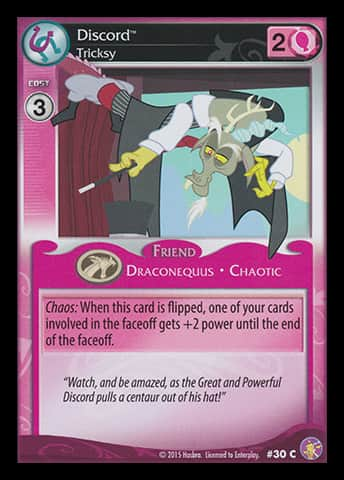 Discord™
Tricksy
2
COST
3
FRIEND
DRACONEQUUS • CHAOTIC
Chaos: When this card is flipped, one of your cards
involved in the faceoff gets +2 power until the end
of the faceoff.
“Watch, and be amazed, as the Great and Powerful
Discord pulls a centaur out of his hat!”
© 2015 Hasbro. Licensed to Enterplay.
#30 C